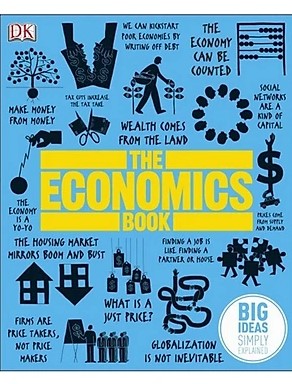 DK
WE CAN KICKSTART
POOR ECONOMIES BY
WRITING OFF DEBT
THE ECONOMY
CAN BE
COUNTED
MAKE MONEY
FROM MONEY
TAX CUTS INCREASE
THE TAX TAKE
SOCIAL
NETWORKS ARE
A KIND OF
CAPITAL
WEALTH COMES
FROM THE LAND
THE
ECONOMICS
BOOK
THE
ECONOMY IS
A YO-YO
PRICES COME
FROM SUPPLY
AND DEMAND
THE HOUSING MARKET
MIRRORS BOOM AND BUST
FINDING A JOB IS
LIKE FINDING A
PARTNER OR HOUSE
WHAT IS A
JUST PRICE?
BIG
IDEAS
SIMPLY
EXPLAINED
FIRMS ARE
PRICE TAKERS,
NOT PRICE
MAKERS
GLOBALIZATION
IS NOT INEVITABLE